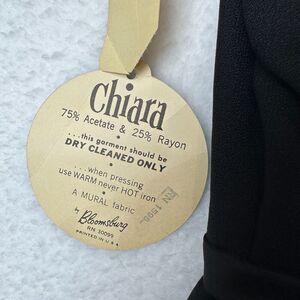 Chiara
75% Acetate & 25% Rayon
...this garment should be
DRY CLEANED ONLY
...when pressing
use WARM never HOT iron
A MURAL fabric
by Bloomsburg
RN 30099
PRINTED IN U.S.A.